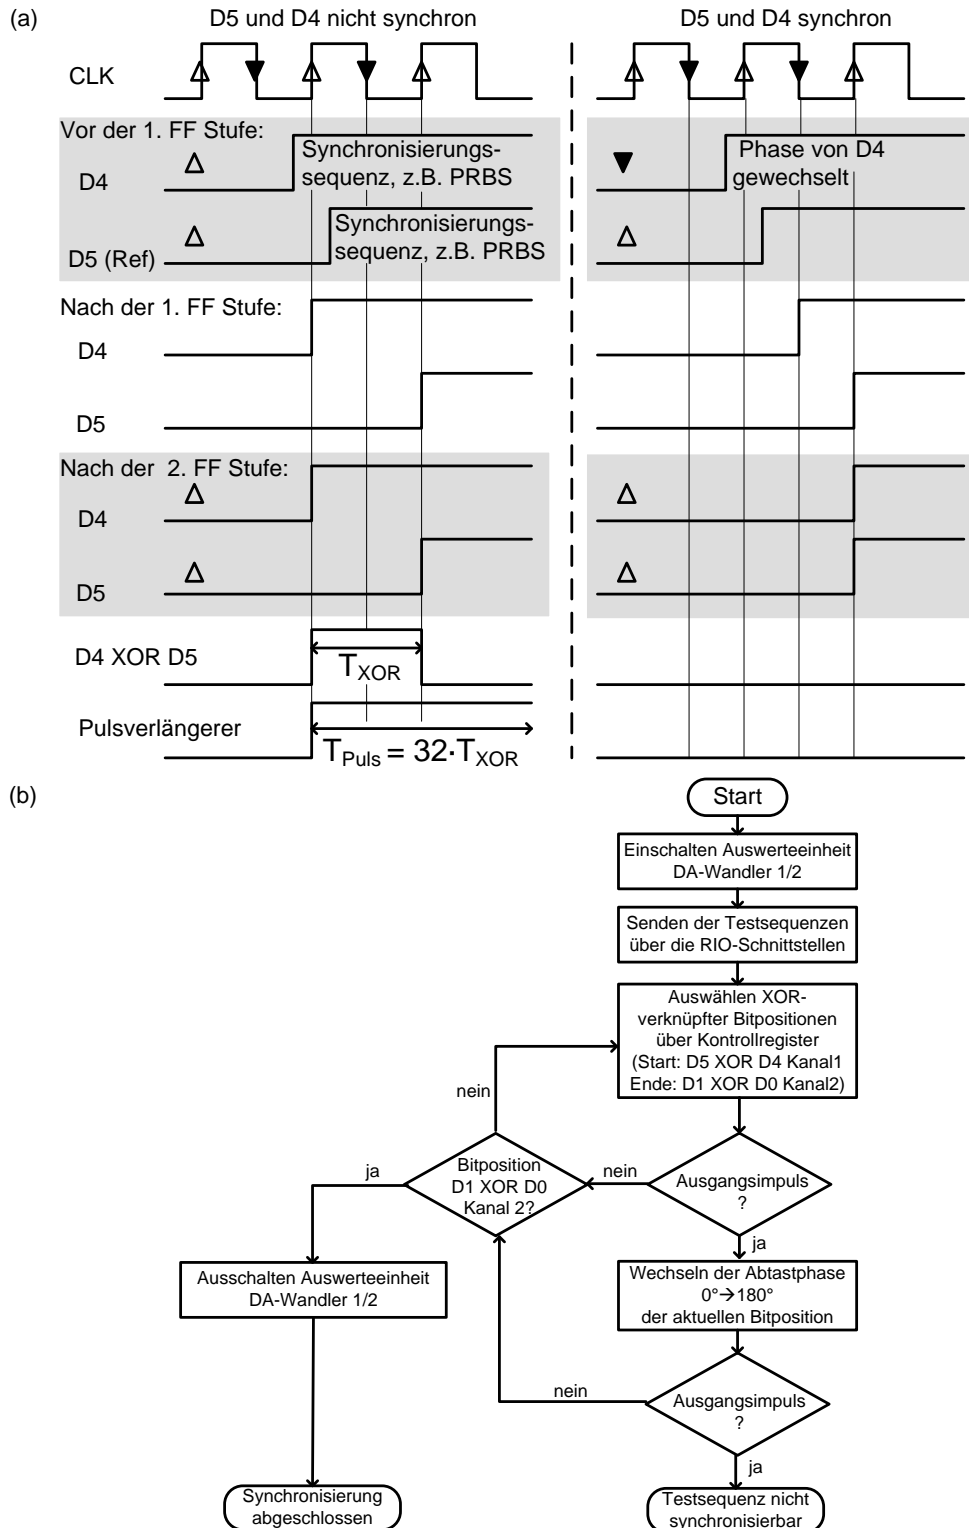 (a)
D5 und D4 nicht synchron
D5 und D4 synchron
CLK
Vor der 1. FF Stufe:
D4
Synchronisierungs-
sequenz, z.B. PRBS
Phase von D4
gewechselt
D5 (Ref)
Synchronisierungs-
sequenz, z.B. PRBS
Nach der 1. FF Stufe:
D4
D5
Nach der 2. FF Stufe:
D4
D5
D4 XOR D5
TXOR
Pulsverlängerer
TPuls = 32·TXOR
(b)
Start
Einschalten Auswerteeinheit
DA-Wandler 1/2
Senden der Testsequenzen
über die RIO-Schnittstellen
Auswählen XOR-
verknüpfter Bitpositionen
über Kontrollregister
(Start: D5 XOR D4 Kanal1
Ende: D1 XOR D0 Kanal2)
nein
ja
Bitposition
D1 XOR D0
Kanal 2?
nein
Ausgangsimpuls
?
ja
Ausschalten Auswerteeinheit
DA-Wandler 1/2
Wechseln der Abtastphase
0°→180°
der aktuellen Bitposition
nein
Ausgangsimpuls
?
ja
Synchronisierung
abgeschlossen
Testsequenz nicht
synchronisierbar